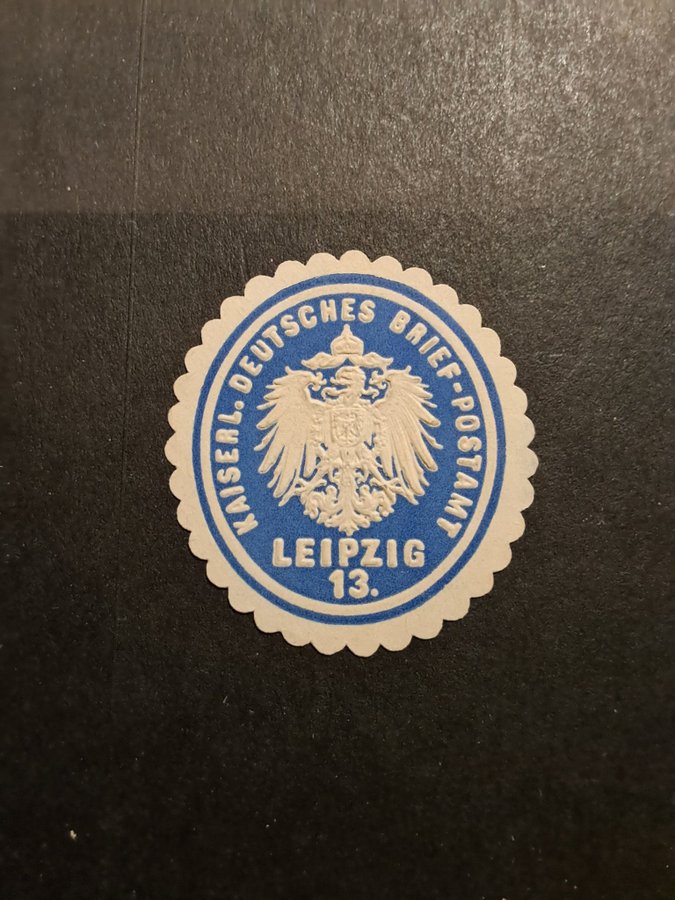 KAISERL. DEUTSCHES BRIEF-POSTAMT
LEIPZIG
13.